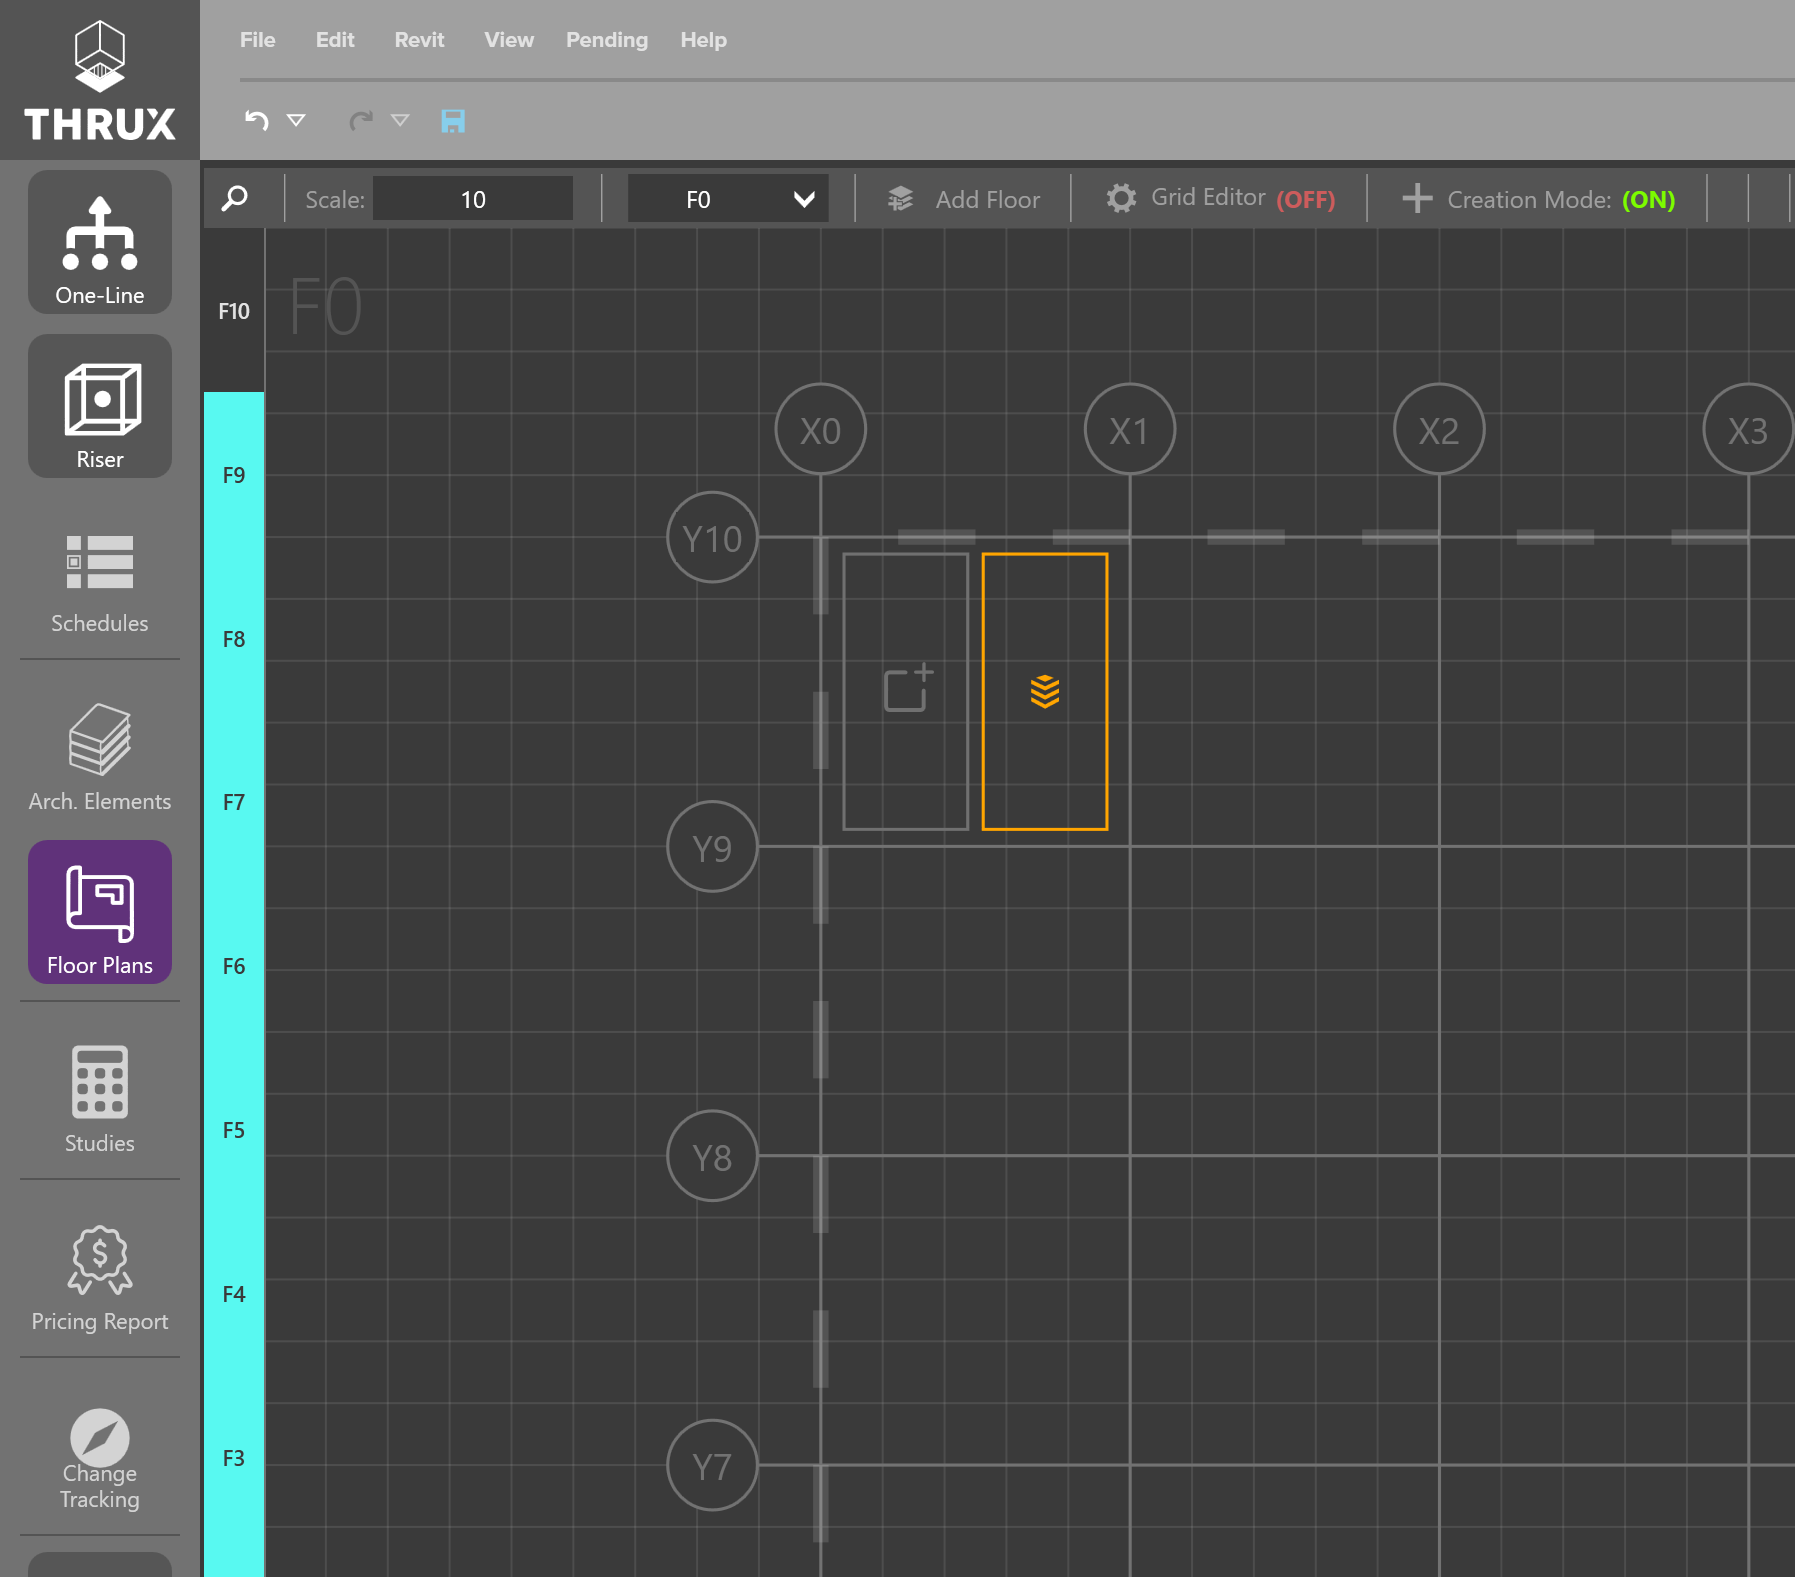 THRUX
File Edit Revit View Pending Help
Scale: 10 F0 Add Floor Grid Editor (OFF) Creation Mode: (ON)
One-Line
Riser
Schedules
Arch. Elements
Floor Plans
Studies
Pricing Report
Change
Tracking
F10
F9
F8
F7
F6
F5
F4
F3
F0
X0 X1 X2 X3
Y10
Y9
Y8
Y7